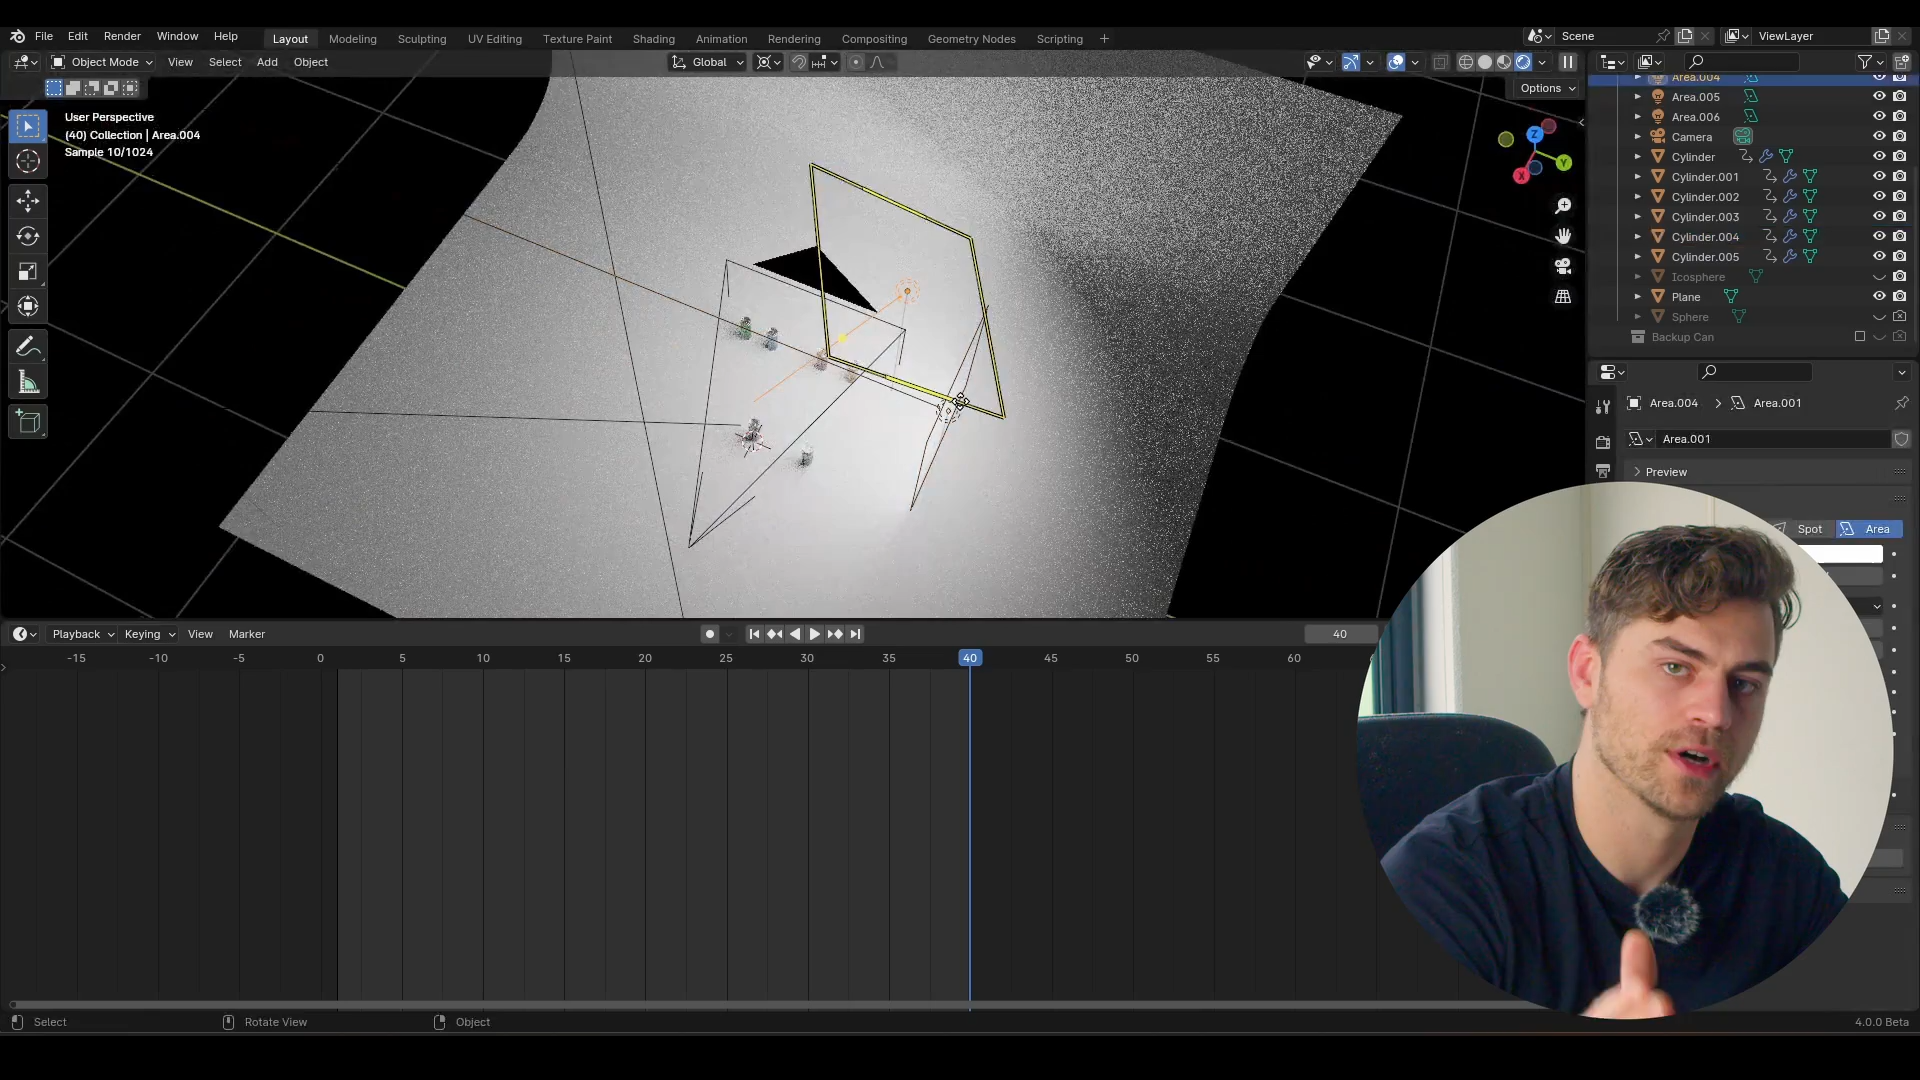 File Edit Render Window Help Layout Modeling Sculpting UV Editing Texture Paint Shading Animation Rendering Compositing Geometry Nodes Scripting + Scene ViewLayer
Object Mode View Select Add Object Global
Options
User Perspective
(40) Collection | Area.004
Sample 10/1024
Z
Y
X
Area.004
Area.005
Area.006
Camera
Cylinder
Cylinder.001
Cylinder.002
Cylinder.003
Cylinder.004
Cylinder.005
Icosphere
Plane
Sphere
Backup Can
Area.004 > Area.001
Area.001
Preview
Spot Area
Playback Keying View Marker 40
-15 -10 -5 0 5 10 15 20 25 30 35 40 45 50 55 60
Select Rotate View Object 4.0.0 Beta